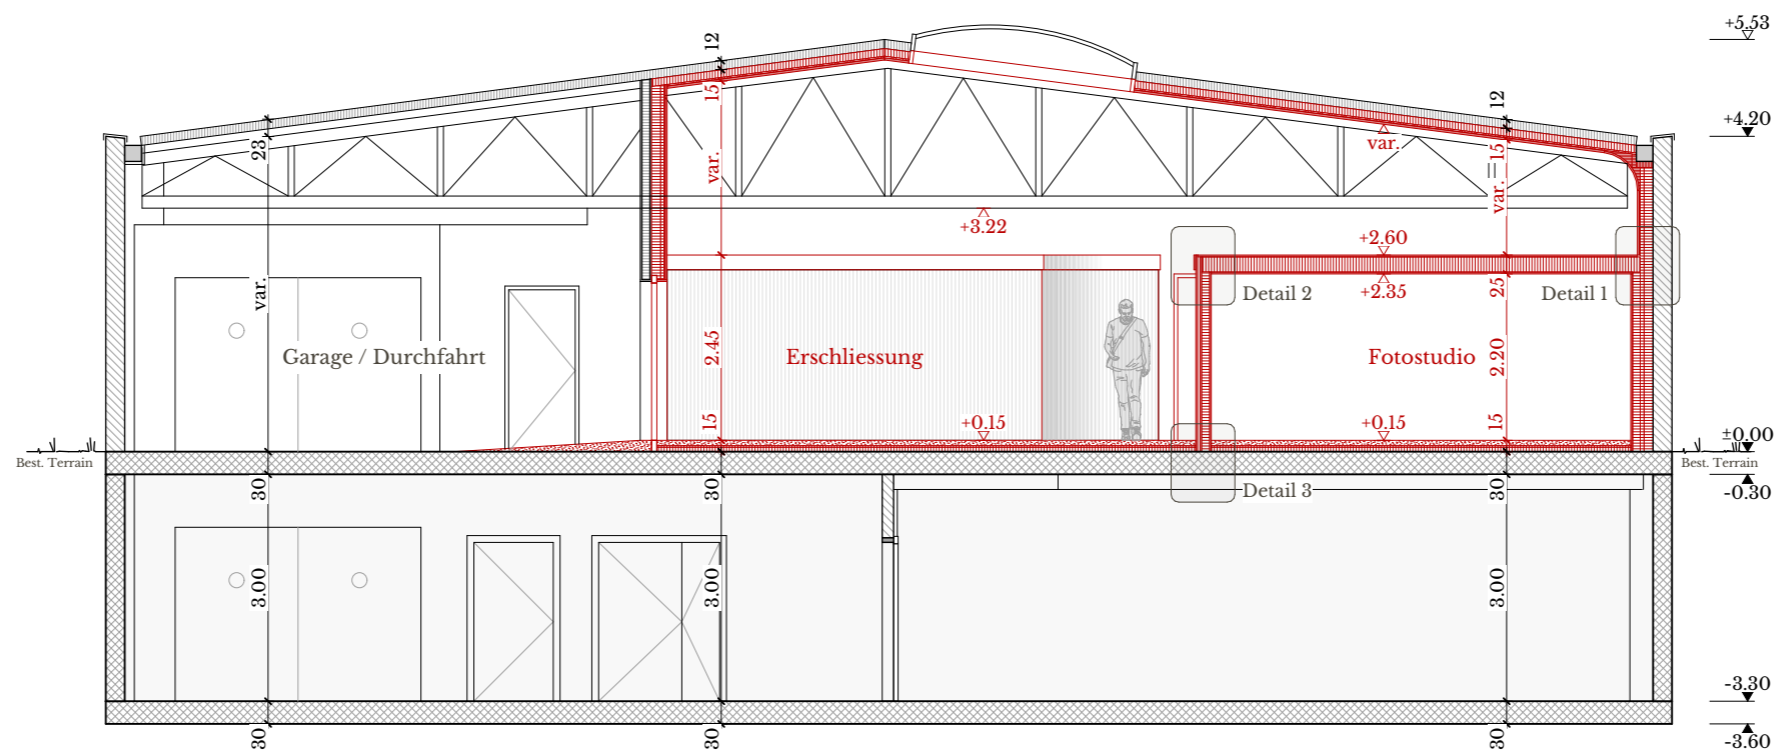 +5.53
12
15
12
+4.20
23
var.
var.
15
var. =
+3.22
+2.60
+2.35
25
Detail 2
Detail 1
var.
Garage / Durchfahrt
2.45
Erschliessung
Fotostudio
2.20
15
+0.15
+0.15
15
±0.00
Best. Terrain
Best. Terrain
30
30
30
-0.30
Detail 3
3.00
3.00
3.00
-3.30
30
30
30
-3.60